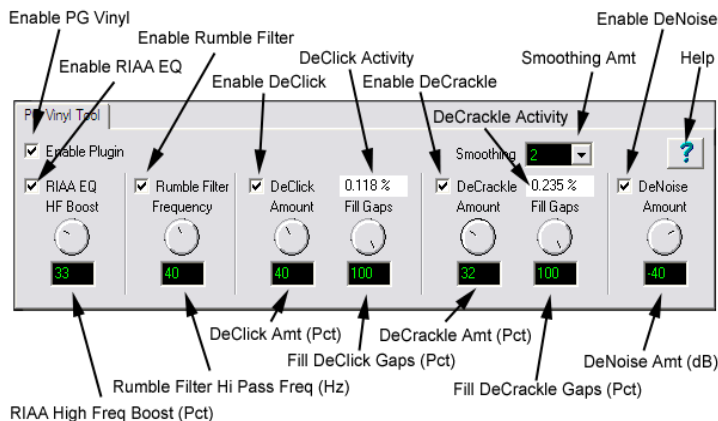 Enable PG Vinyl
Enable DeNoise
Enable Rumble Filter
DeClick Activity
Smoothing Amt
Help
Enable RIAA EQ
Enable DeClick
Enable DeCrackle
PG Vinyl Tool
DeCrackle Activity
Enable Plugin
Smoothing
2
?
RIAA EQ
Rumble Filter
DeClick
0.118 %
DeCrackle
0.235 %
DeNoise
HF Boost
Frequency
Amount
Fill Gaps
Amount
Fill Gaps
Amount
33
40
40
100
32
100
-40
DeClick Amt (Pct)
DeCrackle Amt (Pct)
Fill DeClick Gaps (Pct)
DeNoise Amt (dB)
Rumble Filter Hi Pass Freq (Hz)
Fill DeCrackle Gaps (Pct)
RIAA High Freq Boost (Pct)